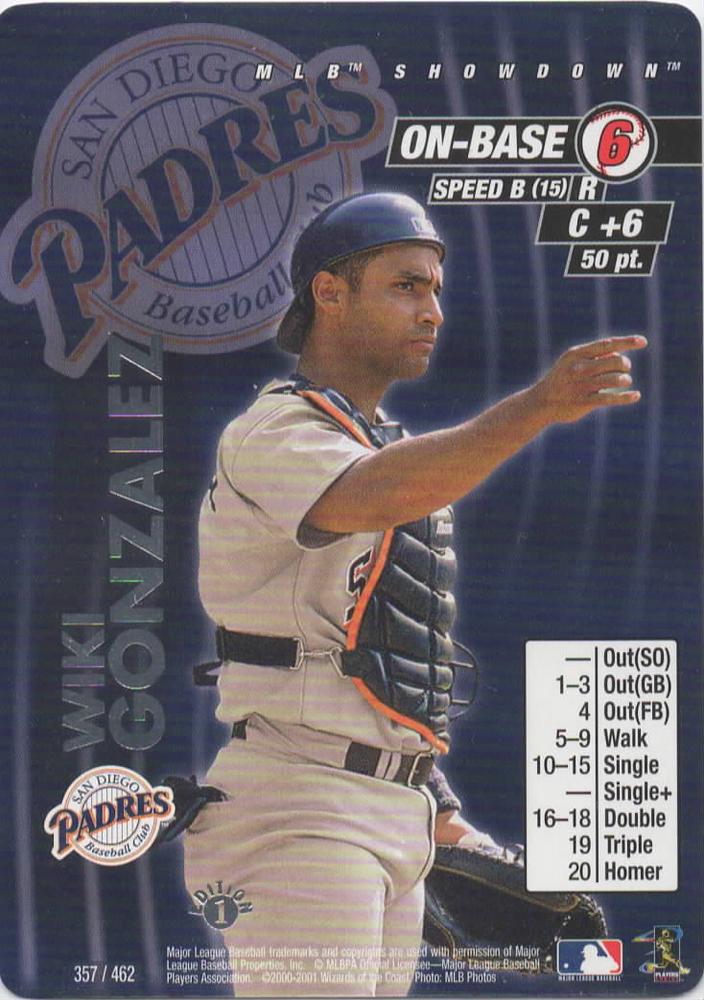 MLB™ SHOWDOWN™
SAN DIEGO
PADRES
Baseball Club
ON-BASE 6
SPEED B (15) R
C +6
50 pt.
WIKI
GONZALEZ
— Out(SO)
1–3 Out(GB)
4 Out(FB)
5–9 Walk
10–15 Single
— Single+
16–18 Double
19 Triple
20 Homer
SAN DIEGO
PADRES
Baseball Club
EDITION
1
357 / 462
Major League Baseball trademarks and copyrights are used with permission of Major
League Baseball Properties, Inc. © MLBPA Official Licensee—Major League Baseball
Players Association. ©2000-2001 Wizards of the Coast. Photo: MLB Photos
MAJOR LEAGUE BASEBALL
PLAYERS